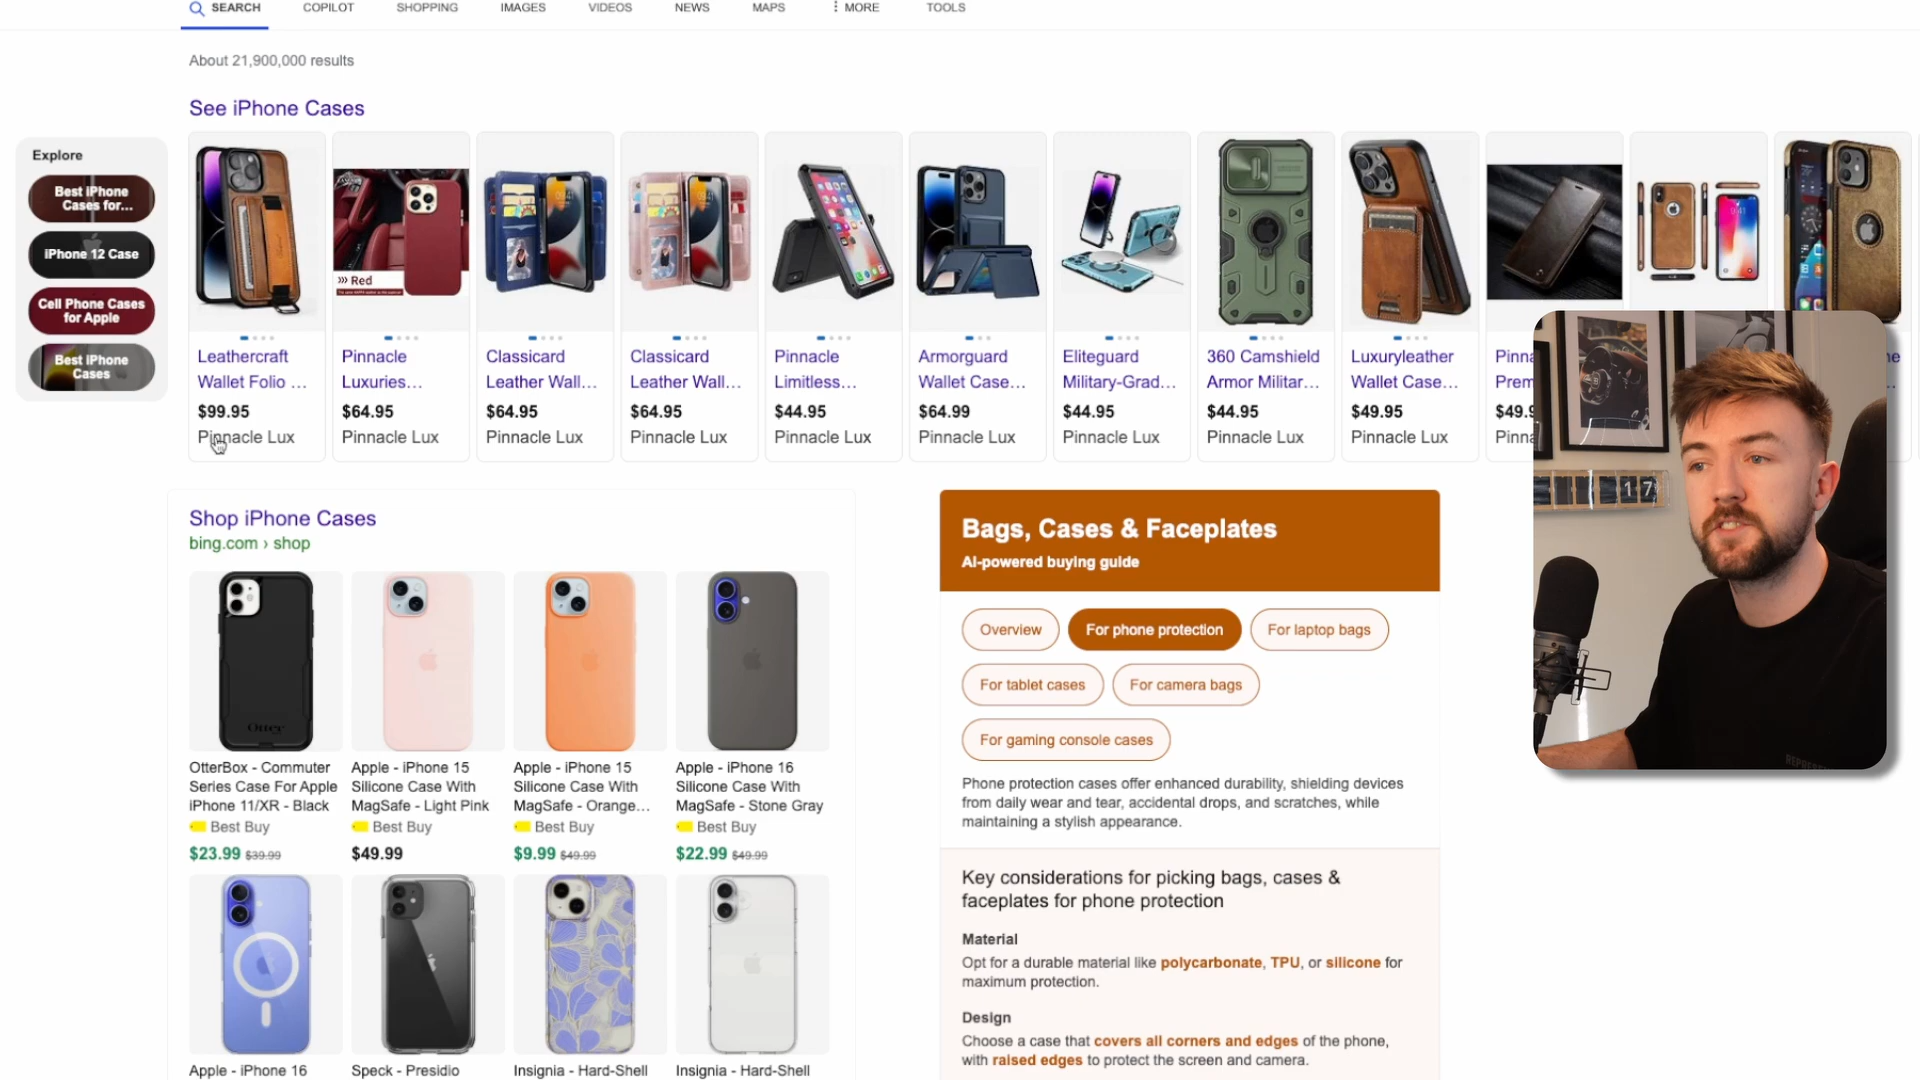 SEARCH
COPILOT
SHOPPING
IMAGES
VIDEOS
NEWS
MAPS
MORE
TOOLS
About 21,900,000 results
See iPhone Cases
Explore
Best iPhone
Cases for...
iPhone 12 Case
Cell Phone Cases
for Apple
Best iPhone
Cases
Red
Leathercraft
Wallet Folio ...
$99.95
Pinnacle Lux
Pinnacle
Luxuries...
$64.95
Pinnacle Lux
Classicard
Leather Wall...
$64.95
Pinnacle Lux
Classicard
Leather Wall...
$64.95
Pinnacle Lux
Pinnacle
Limitless...
$44.95
Pinnacle Lux
Armorguard
Wallet Case...
$64.99
Pinnacle Lux
Eliteguard
Military-Grad...
$44.95
Pinnacle Lux
360 Camshield
Armor Militar...
$44.95
Pinnacle Lux
Luxuryleather
Wallet Case...
$49.95
Pinnacle Lux
Pinna
Prem
$49.9
Pinna
17
Shop iPhone Cases
bing.com › shop
Otter
OtterBox - Commuter
Series Case For Apple
iPhone 11/XR - Black
Best Buy
$23.99 $39.99
Apple - iPhone 15
Silicone Case With
MagSafe - Light Pink
Best Buy
$49.99
Apple - iPhone 15
Silicone Case With
MagSafe - Orange...
Best Buy
$9.99 $49.99
Apple - iPhone 16
Silicone Case With
MagSafe - Stone Gray
Best Buy
$22.99 $49.99
Apple - iPhone 16
Speck - Presidio
Insignia - Hard-Shell
Insignia - Hard-Shell
Bags, Cases & Faceplates
AI-powered buying guide
Overview
For phone protection
For laptop bags
For tablet cases
For camera bags
For gaming console cases
Phone protection cases offer enhanced durability, shielding devices
from daily wear and tear, accidental drops, and scratches, while
maintaining a stylish appearance.
Key considerations for picking bags, cases &
faceplates for phone protection
Material
Opt for a durable material like polycarbonate, TPU, or silicone for
maximum protection.
Design
Choose a case that covers all corners and edges of the phone,
with raised edges to protect the screen and camera.